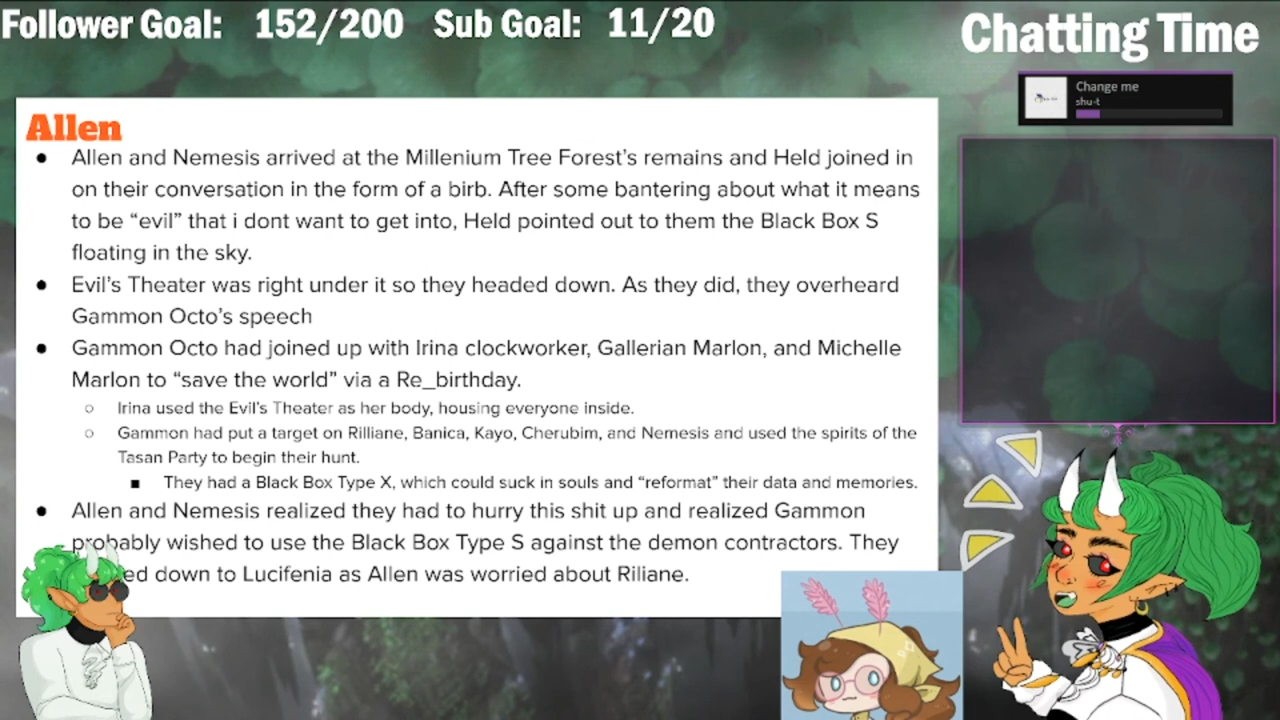 Follower Goal: 152/200 Sub Goal: 11/20
Chatting Time
Change me
shu-t
Allen
● Allen and Nemesis arrived at the Millenium Tree Forest's remains and Held joined in
on their conversation in the form of a birb. After some bantering about what it means
to be “evil” that i dont want to get into, Held pointed out to them the Black Box S
floating in the sky.
● Evil's Theater was right under it so they headed down. As they did, they overheard
Gammon Octo's speech
● Gammon Octo had joined up with Irina clockworker, Gallerian Marlon, and Michelle
Marlon to “save the world” via a Re_birthday.
○ Irina used the Evil's Theater as her body, housing everyone inside.
○ Gammon had put a target on Rilliane, Banica, Kayo, Cherubim, and Nemesis and used the spirits of the
Tasan Party to begin their hunt.
■ They had a Black Box Type X, which could suck in souls and “reformat” their data and memories.
● Allen and Nemesis realized they had to hurry this shit up and realized Gammon
probably wished to use the Black Box Type S against the demon contractors. They
ed down to Lucifenia as Allen was worried about Riliane.